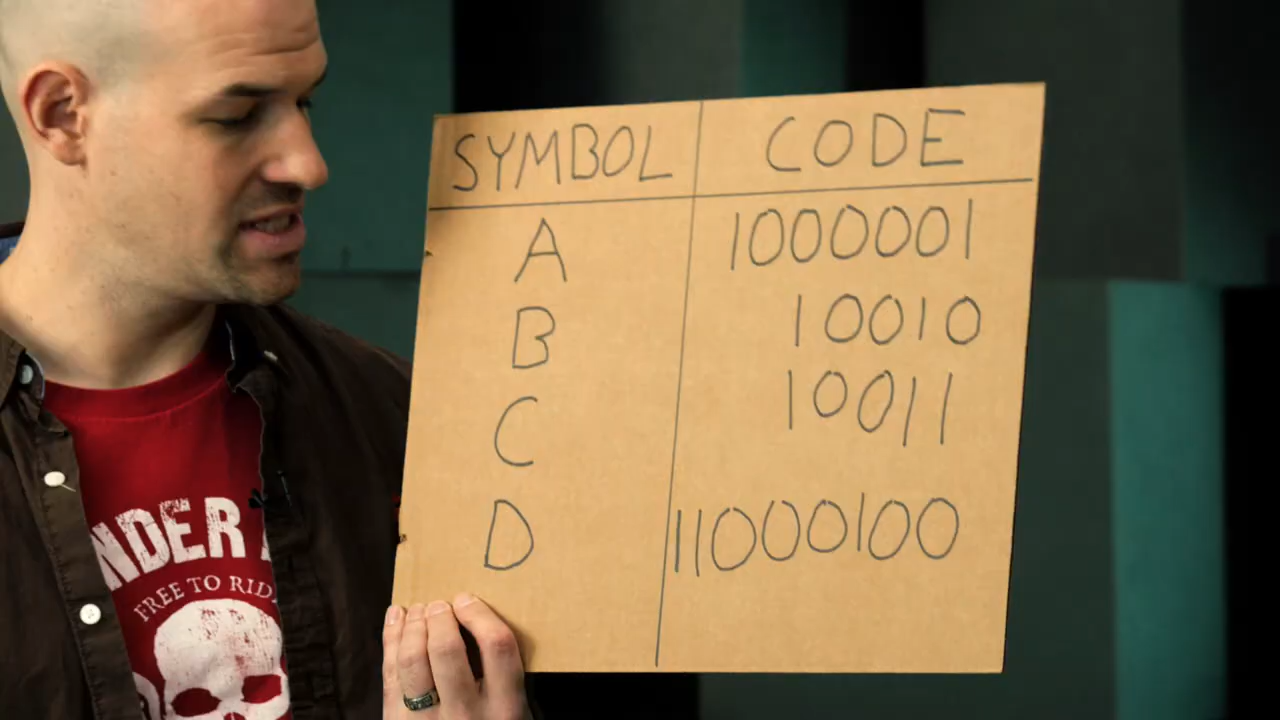 SYMBOL CODE
A 1000001
B 10010
C 10011
D 11000100
NDER
FREE TO RID